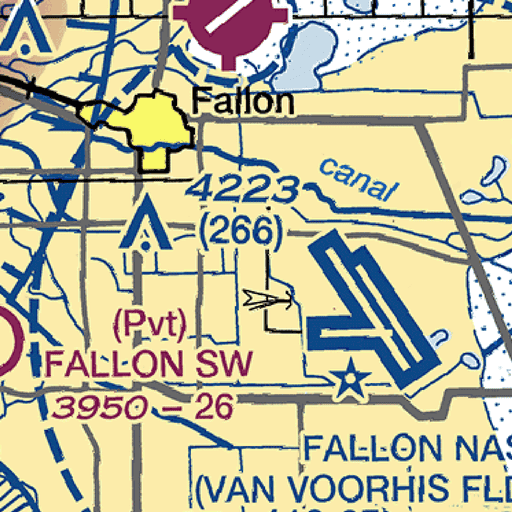 Fallon
canal
4223
(266)
(Pvt)
FALLON SW
3950 – 26
FALLON NAS
(VAN VOORHIS FLD